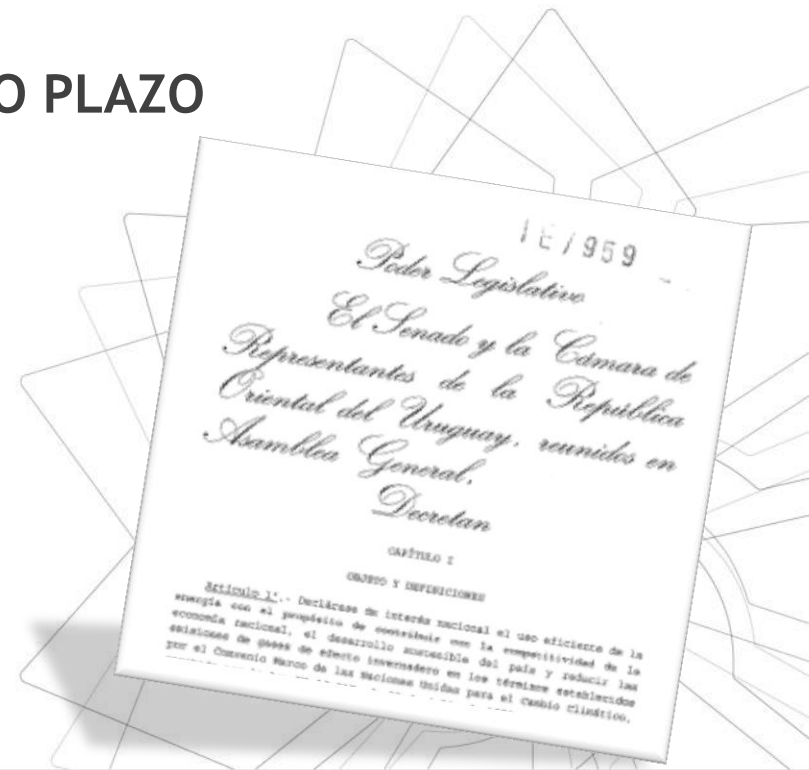 O PLAZO
IE/959
Poder Legislativo
El Senado y la Cámara de
Representantes de la República
Oriental del Uruguay, reunidos en
Asamblea General,
Decretan
CAPÍTULO I
OBJETO Y DEFINICIONES
Artículo 1°.- Declárase de interés nacional el uso eficiente de la
energía con el propósito de contribuir con la competitividad de la
economía nacional, el desarrollo sostenible del país y reducir las
emisiones de gases de efecto invernadero en los términos establecidos
por el Convenio Marco de las Naciones Unidas para el Cambio Climático,